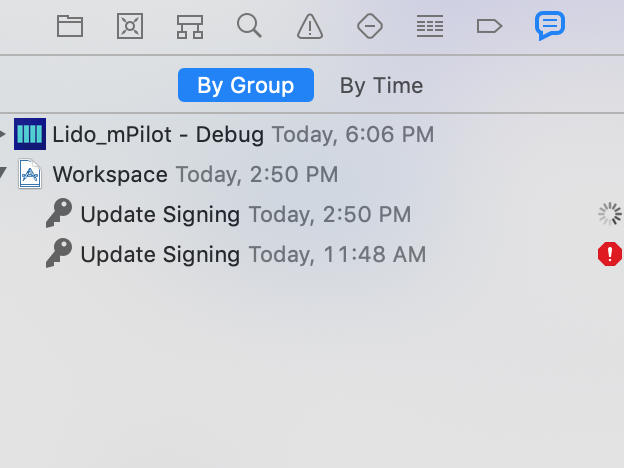 By Group By Time
Lido_mPilot - Debug Today, 6:06 PM
Workspace Today, 2:50 PM
Update Signing Today, 2:50 PM
Update Signing Today, 11:48 AM